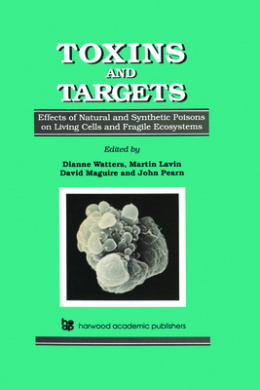 TOXINS
AND
TARGETS
Effects of Natural and Synthetic Poisons
on Living Cells and Fragile Ecosystems
Edited by
Dianne Watters, Martin Lavin,
David Maguire and John Pearn
harwood academic publishers